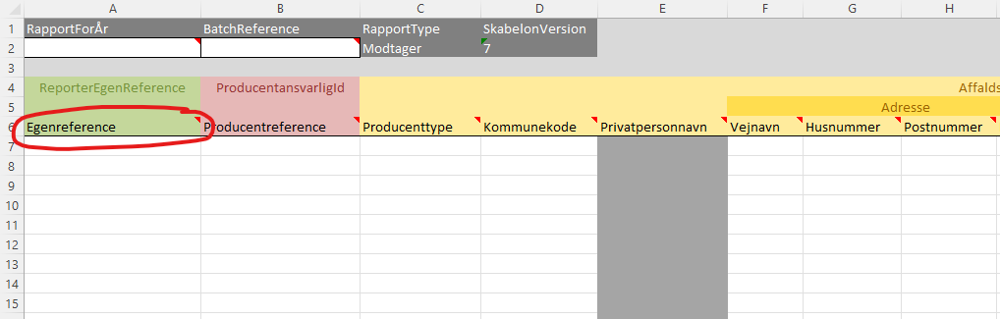 A B C D E F G H
1 RapportForÅr BatchReference RapportType SkabelonVersion
2 Modtager 7
3
4 ReporterEgenReference ProducentansvarligId Affalds
5 Adresse
6 Egenreference Producentreference Producenttype Kommunekode Privatpersonnavn Vejnavn Husnummer Postnummer
7
8
9
10
11
12
13
14
15